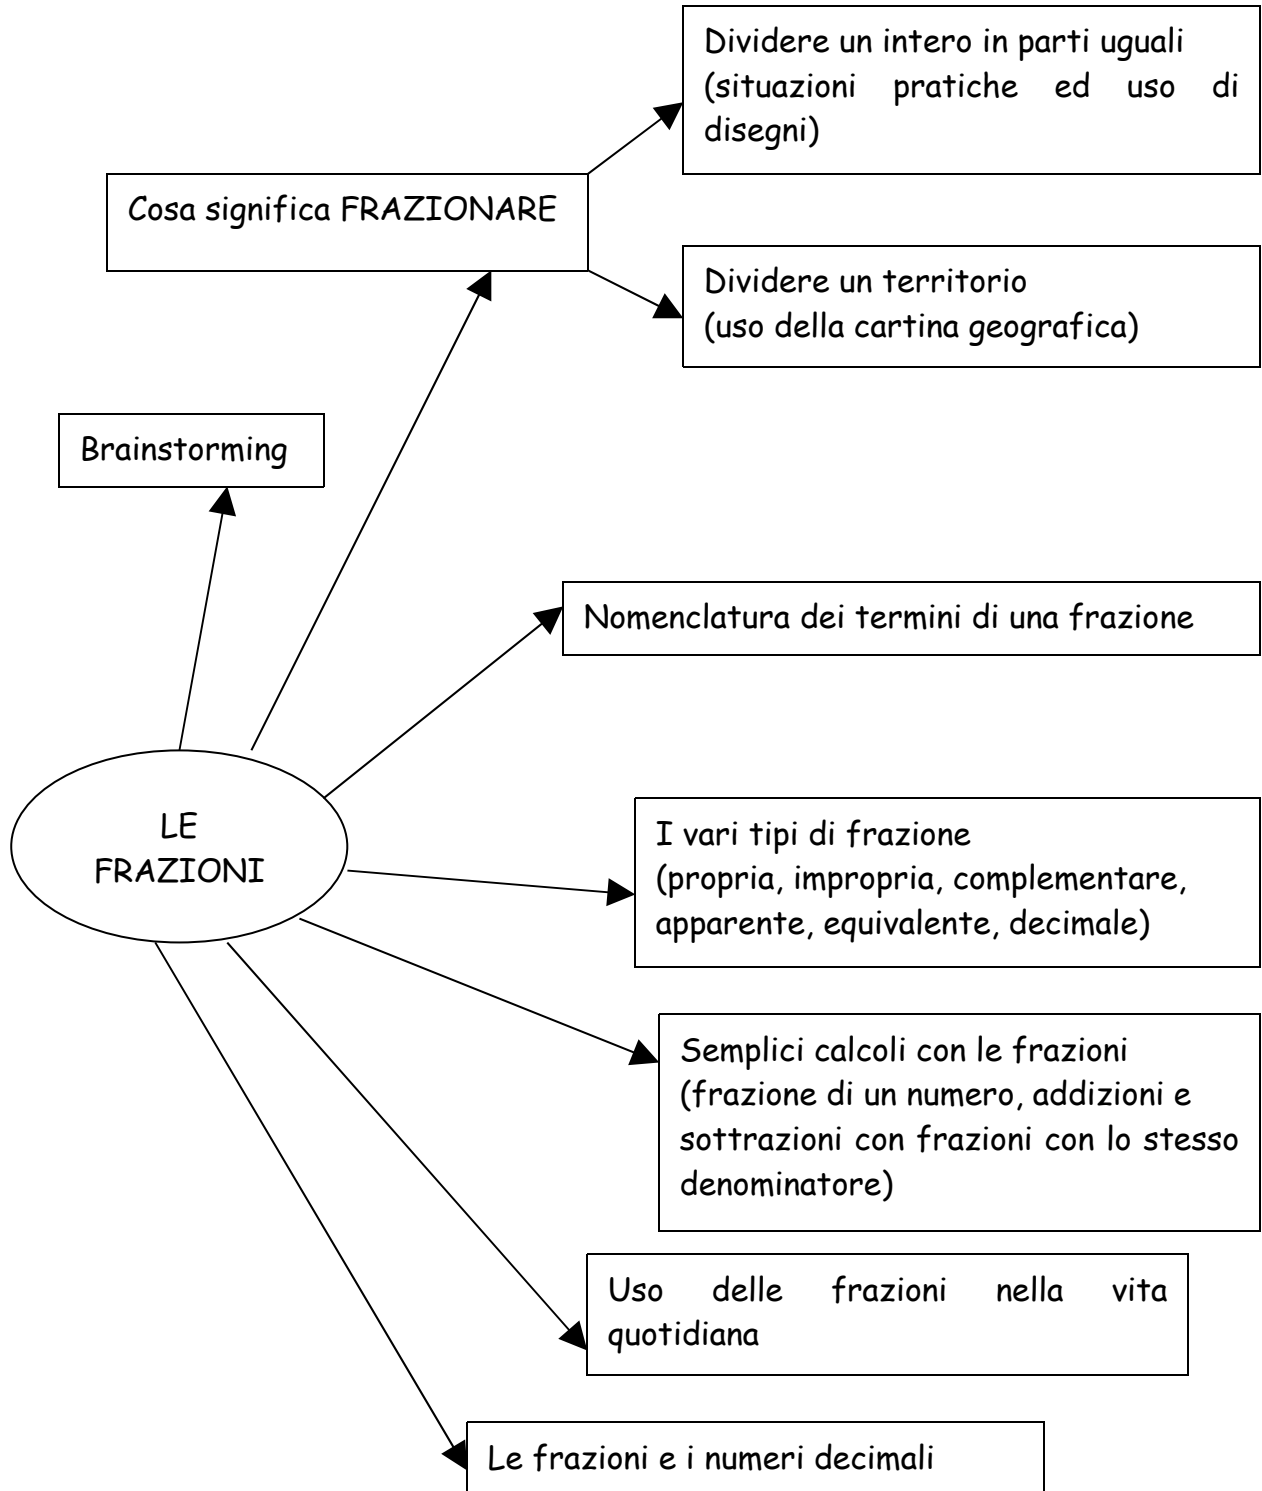 Dividere un intero in parti uguali
(situazioni pratiche ed uso di
disegni)
Cosa significa FRAZIONARE
Dividere un territorio
(uso della cartina geografica)
Brainstorming
Nomenclatura dei termini di una frazione
LE
FRAZIONI
I vari tipi di frazione
(propria, impropria, complementare,
apparente, equivalente, decimale)
Semplici calcoli con le frazioni
(frazione di un numero, addizioni e
sottrazioni con frazioni con lo stesso
denominatore)
Uso delle frazioni nella vita
quotidiana
Le frazioni e i numeri decimali